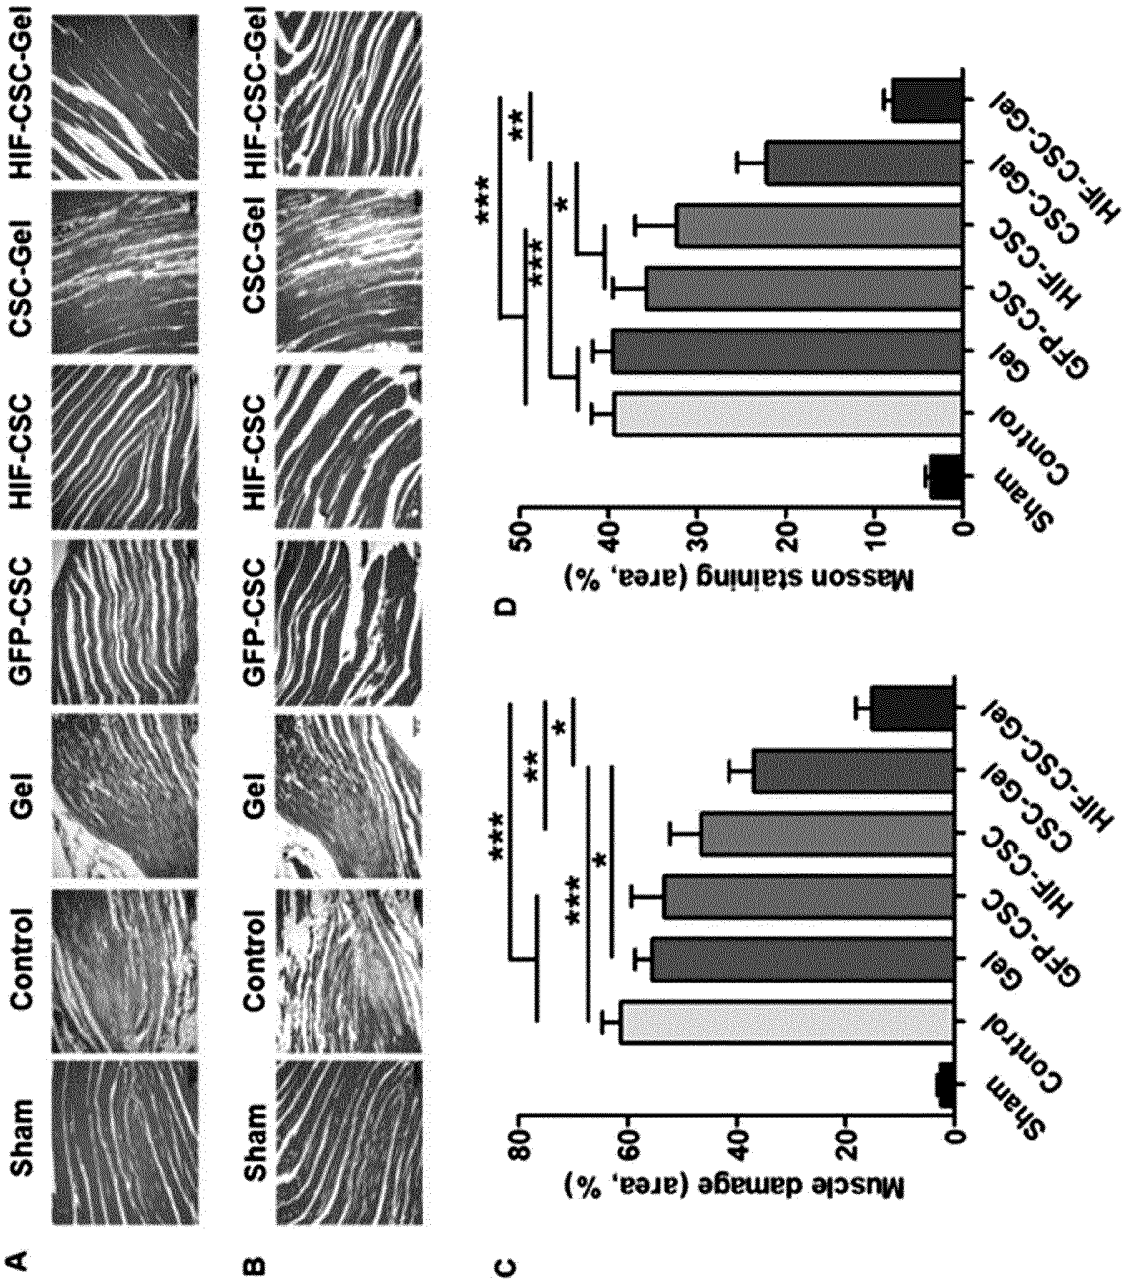 A
Sham Control Gel GFP-CSC HIF-CSC CSC-Gel HIF-CSC-Gel
B
Sham Control Gel GFP-CSC HIF-CSC CSC-Gel HIF-CSC-Gel
C
Muscle damage (area, %)
80
60
40
20
0
***
**
*
***
*
Sham Control Gel GFP-CSC HIF-CSC CSC-Gel HIF-CSC-Gel
D
Masson staining (area, %)
50
40
30
20
10
0
***
**
***
*
Sham Control Gel GFP-CSC HIF-CSC CSC-Gel HIF-CSC-Gel